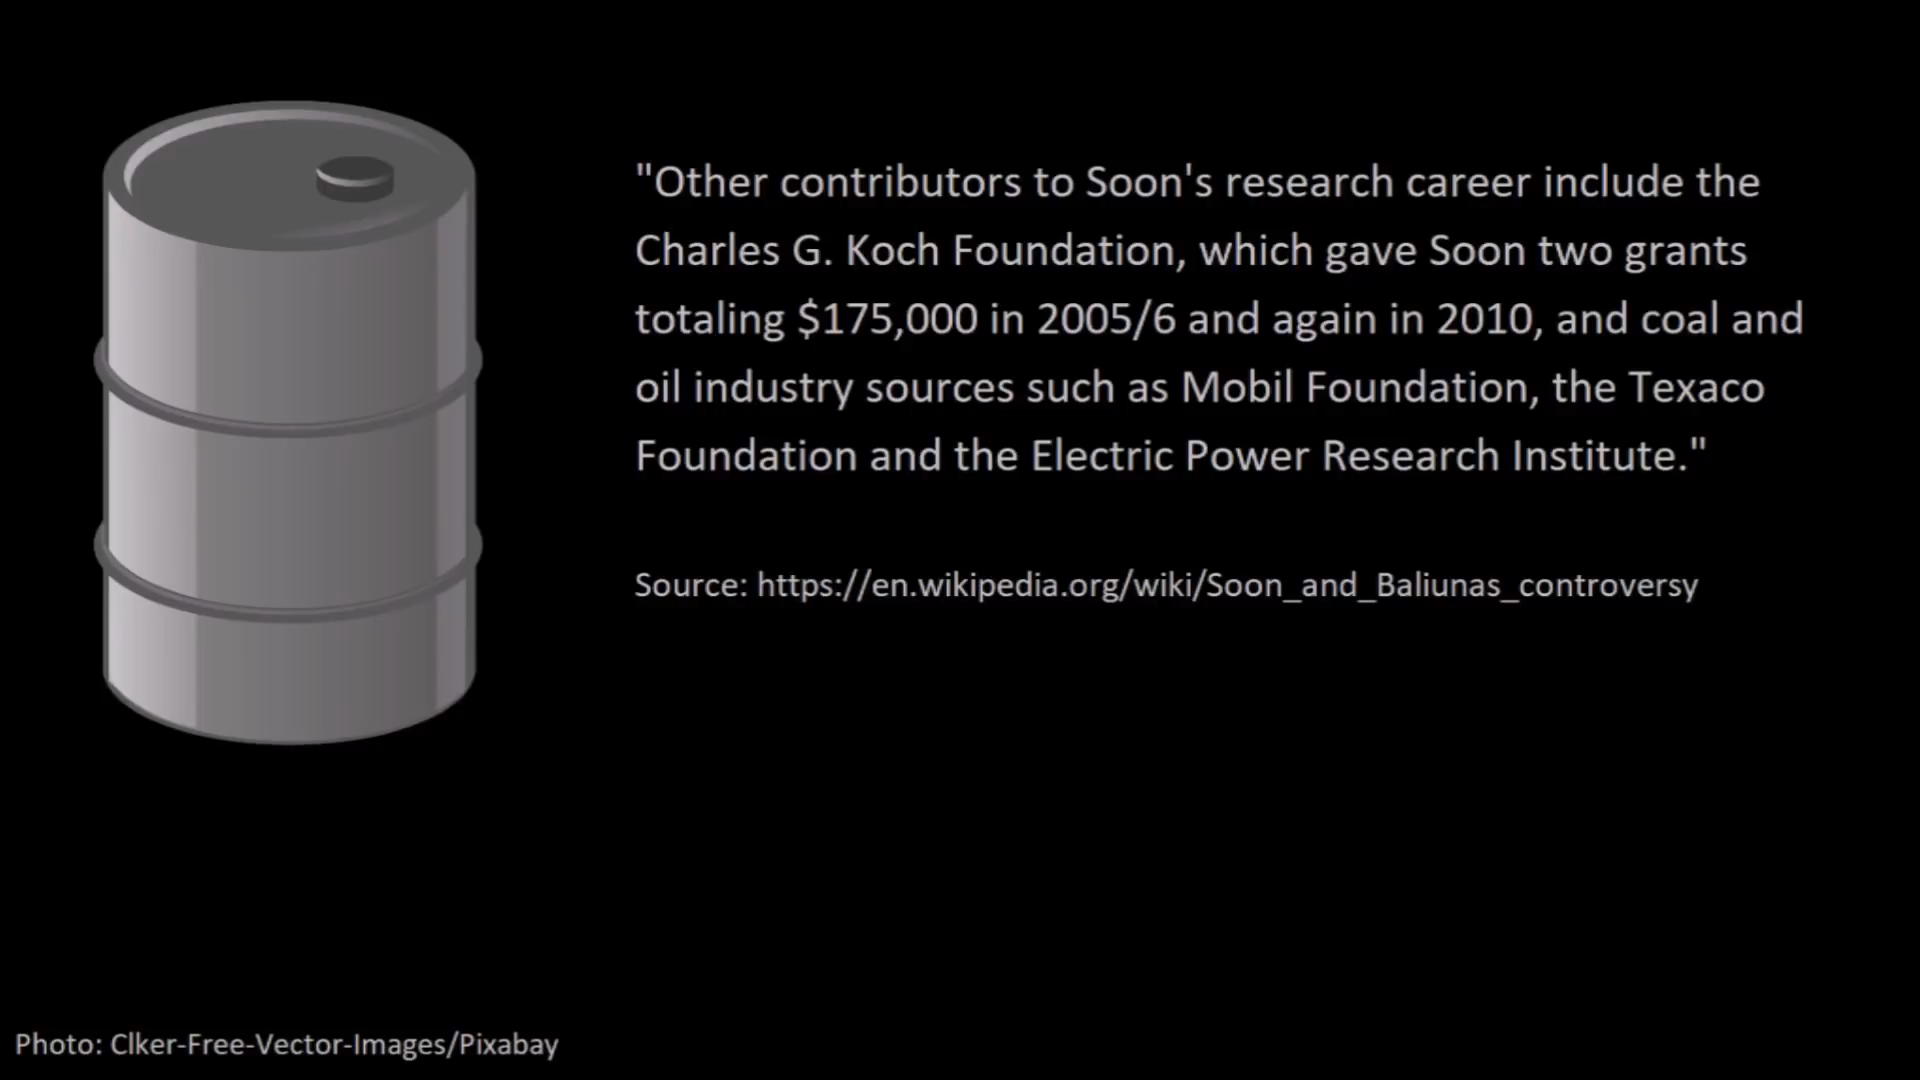 "Other contributors to Soon's research career include the
Charles G. Koch Foundation, which gave Soon two grants
totaling $175,000 in 2005/6 and again in 2010, and coal and
oil industry sources such as Mobil Foundation, the Texaco
Foundation and the Electric Power Research Institute."
Source: https://en.wikipedia.org/wiki/Soon_and_Baliunas_controversy
Photo: Clker-Free-Vector-Images/Pixabay